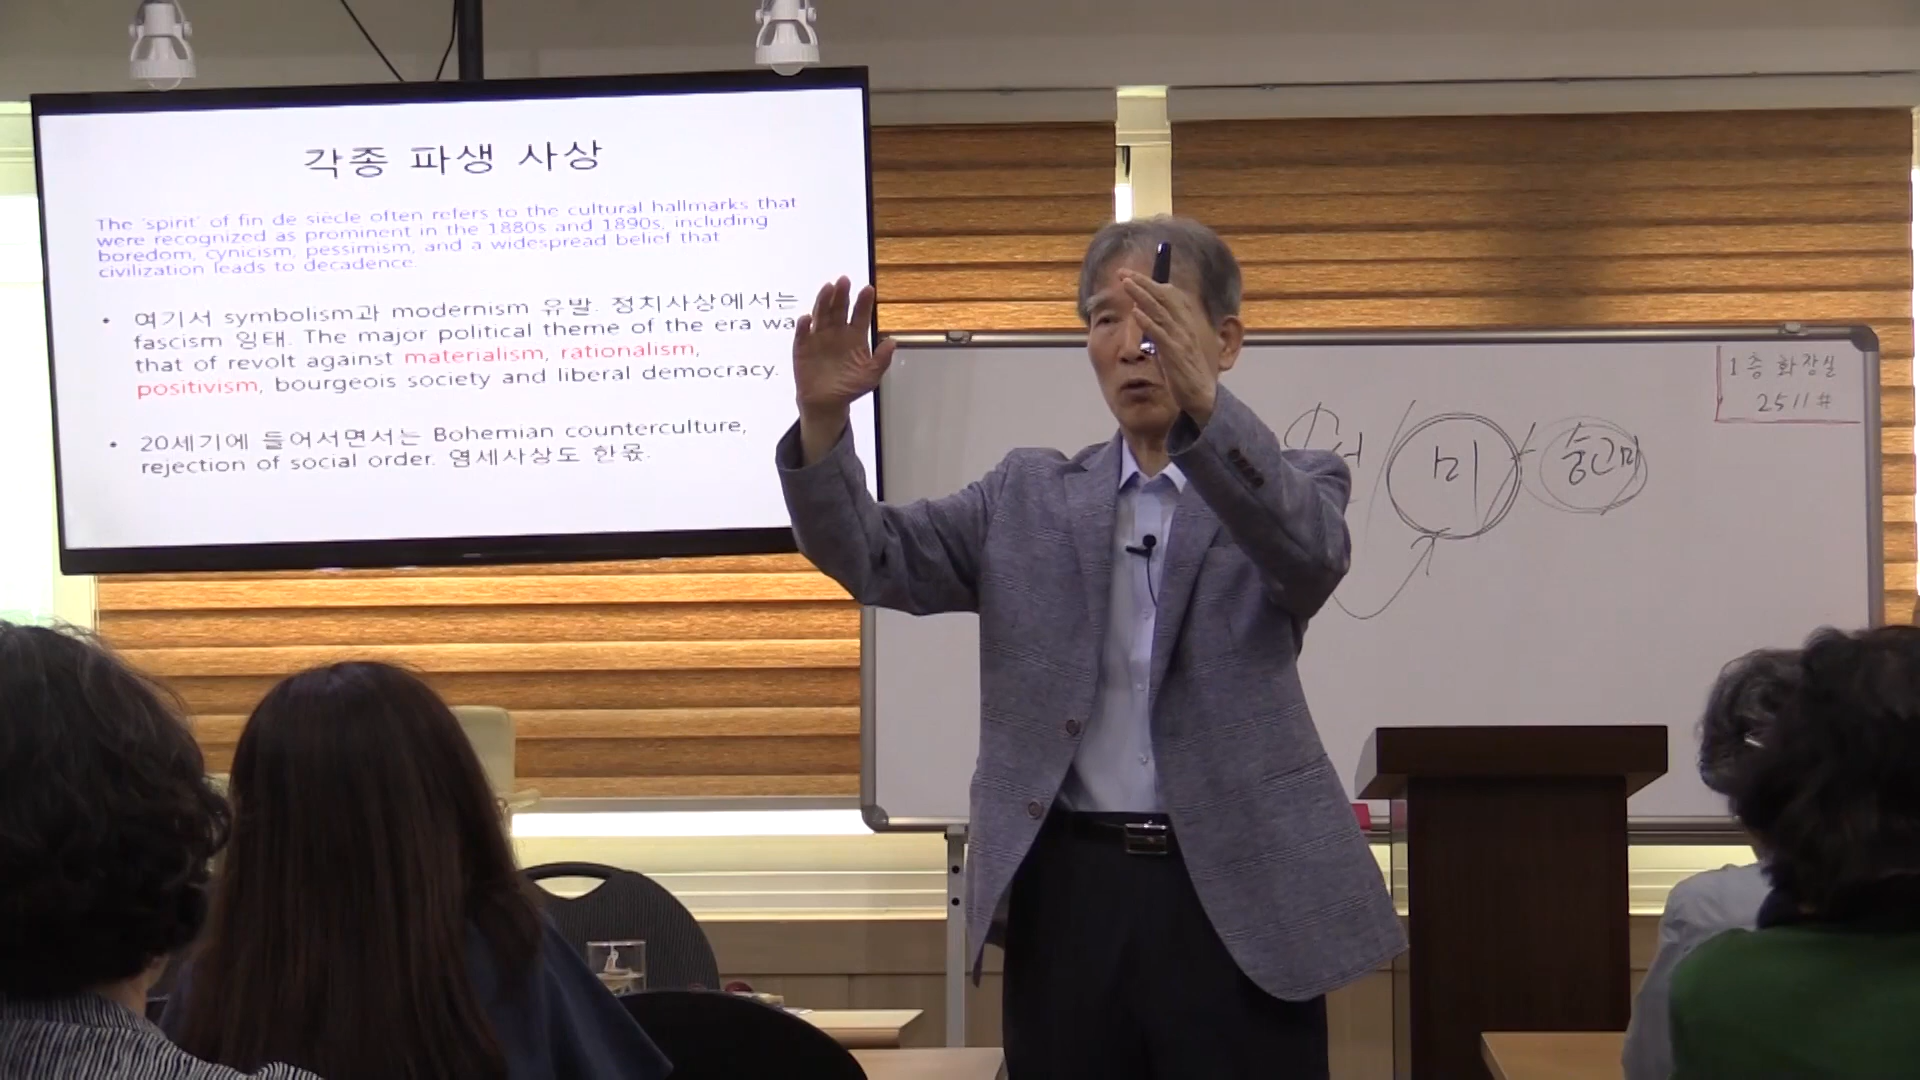 각종 파생 사상
The 'spirit' of fin de siècle often refers to the cultural hallmarks that
were recognized as prominent in the 1880s and 1890s, including
boredom, cynicism, pessimism, and a widespread belief that
civilization leads to decadence.
• 여기서 symbolism과 modernism 유발. 정치사상에서는
fascism 잉태. The major political theme of the era wa
that of revolt against materialism, rationalism,
positivism, bourgeois society and liberal democracy.
• 20세기에 들어서면서는 Bohemian counterculture,
rejection of social order. 염세사상도 한몫.
1층 화장실
2511#
미
숭고미